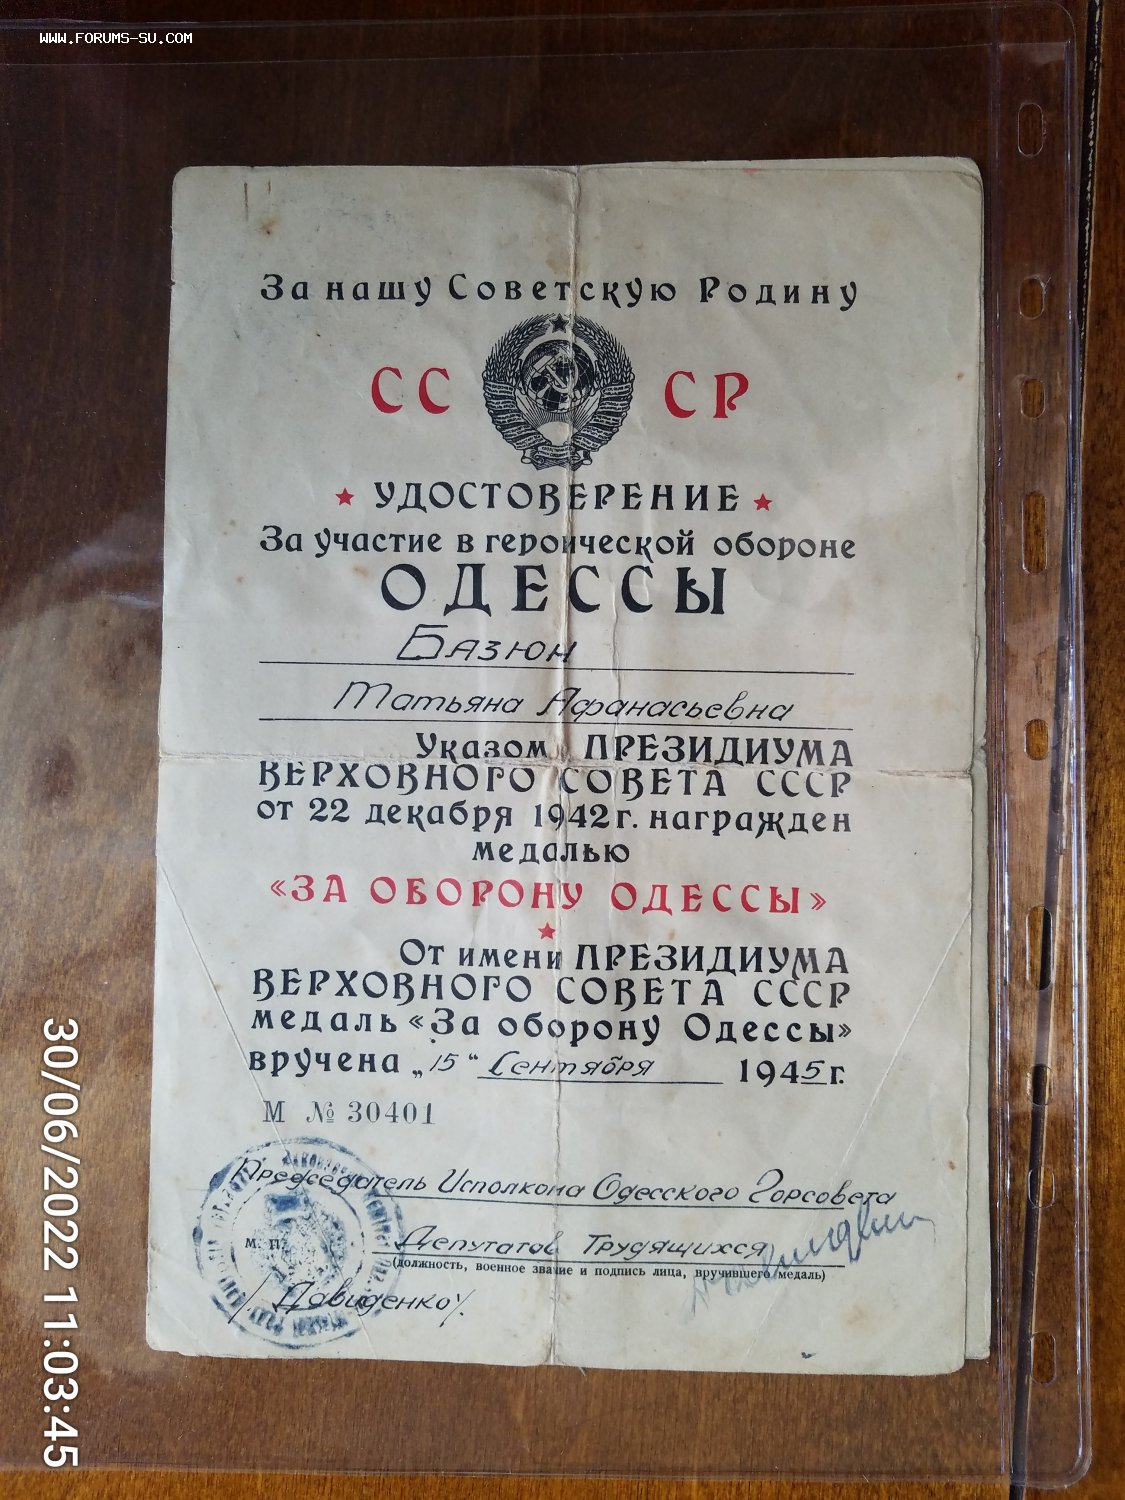 WWW.FORUMS-SU.COM
За нашу Советскую Родину
СС СР
УДОСТОВЕРЕНИЕ
За участие в героической обороне
ОДЕССЫ
Базюн
Татьяна Афанасьевна
Указом ПРЕЗИДИУМА
ВЕРХОВНОГО СОВЕТА СССР
от 22 декабря 1942 г. награжден
медалью
«ЗА ОБОРОНУ ОДЕССЫ»
От имени ПРЕЗИДИУМА
ВЕРХОВНОГО СОВЕТА СССР
медаль «За оборону Одессы»
вручена „15“ Сентября 1945 г.
М № 30401
Председатель Исполкома Одесского Горсовета
М. П.
Депутатов Трудящихся
(должность, военное звание и подпись лица, вручившего медаль)
/Давиденко/.
30/06/2022 11:03:45